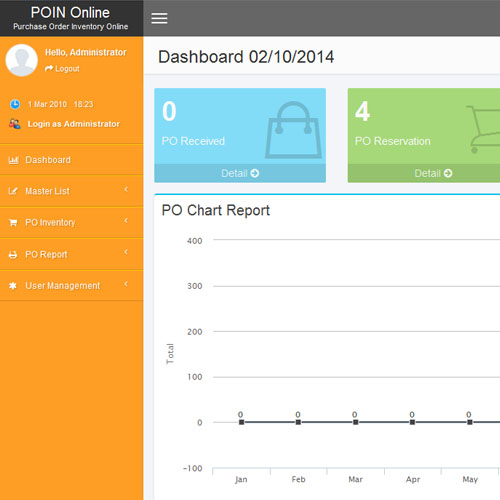 POIN Online
Purchase Order Inventory Online
Hello, Administrator
Logout
1 Mar 2010 18:23
Login as Administrator
Dashboard
Master List
PO Inventory
PO Report
User Management
Dashboard 02/10/2014
0
PO Received
Detail
4
PO Reservation
Detail
PO Chart Report
400
300
200
100
0
-100
Total
0 0 0 0 0
Jan Feb Mar Apr May